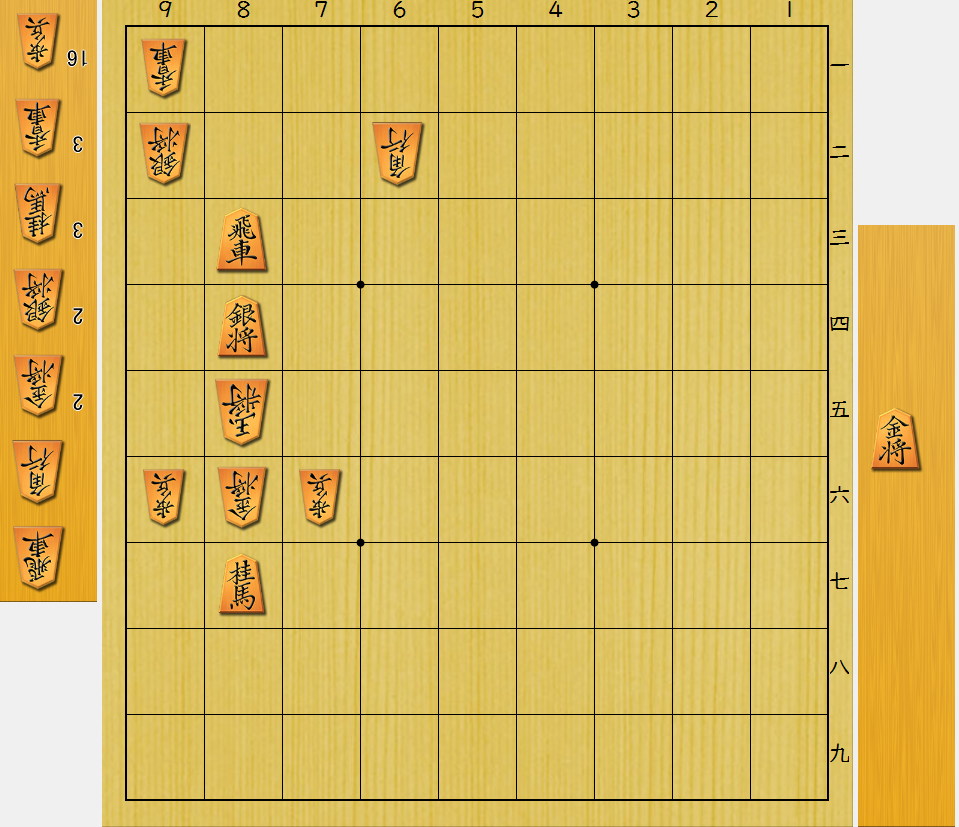 9 8 7 6 5 4 3 2 1
歩兵 16
香車 3
桂馬 3
銀将 2
金将 2
角行
飛車
香車 一
銀将 角行 二
飛車 三
銀将 四
玉将 五
歩兵 金将 歩兵 六
桂馬 七
八
九
金将